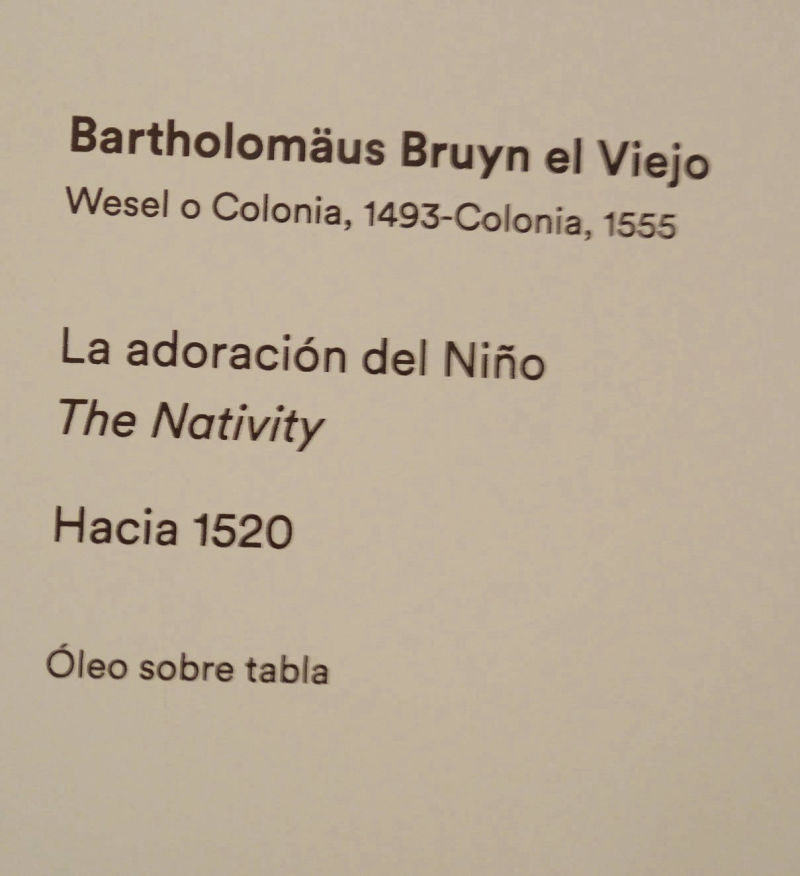 Bartholomäus Bruyn el Viejo
Wesel o Colonia, 1493-Colonia, 1555
La adoración del Niño
The Nativity
Hacia 1520
Óleo sobre tabla